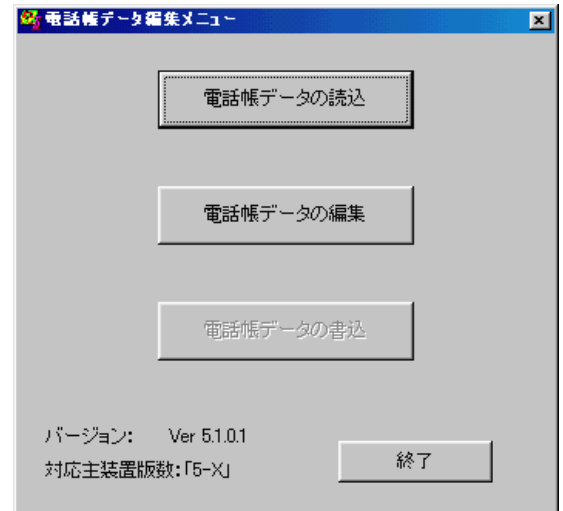 電話帳データ編集メニュー
電話帳データの読込
電話帳データの編集
電話帳データの書込
バージョン: Ver 5.1.0.1
対応主装置版数:「5-X」
終了